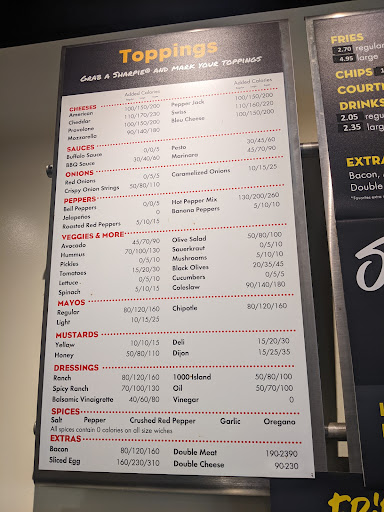 Toppings
GRAB A SHARPIE® AND MARK YOUR TOPPINGS
Added Calories Added Calories
CHEESES
American 100/150/200 Pepper Jack 100/150/200
Cheddar 110/170/230 Swiss 110/160/220
Provolone 100/150/200 Bleu Cheese 100/150/200
Mozzarella 90/140/180
SAUCES
Buffalo Sauce 0/0/5 Pesto 30/45/60
BBQ Sauce 30/40/60 Marinara 45/70/90
ONIONS
Red Onions 0/5/5 Caramelized Onions 10/15/25
Crispy Onion Strings 50/80/110
PEPPERS
Bell Peppers 0/5/5 Hot Pepper Mix 130/200/260
Jalapenos 0 Banana Peppers 5/10/10
Roasted Red Peppers 5/10/15
VEGGIES & MORE
Avocado 45/70/90 Olive Salad 50/80/100
Hummus 70/100/130 Sauerkraut 0/5/10
Pickles 0/5/10 Mushrooms 5/10/15
Tomatoes 15/20/30 Black Olives 20/35/45
Lettuce 0/5/10 Cucumbers 0/5/5
Spinach 5/10/15 Coleslaw 90/140/180
MAYOS
Regular 80/120/160 Chipotle 80/120/160
Light 10/15/25
MUSTARDS
Yellow 10/10/15 Deli 15/20/30
Honey 50/80/110 Dijon 15/25/35
DRESSINGS
Ranch 80/120/160 1000-Island 50/80/100
Spicy Ranch 70/100/130 Oil 50/70/100
Balsamic Vinaigrette 40/60/80 Vinegar 0
SPICES
Salt Pepper Crushed Red Pepper Garlic Oregano
All spices contain 0 calories on all size wiches
EXTRAS
Bacon 80/120/160 Double Meat 190-2390
Sliced Egg 160/230/310 Double Cheese 90-230
FRIES
2.70 regular
4.95 large
CHIPS
DRINKS
2.05
2.35 large
EXTRA
Bacon,
Double